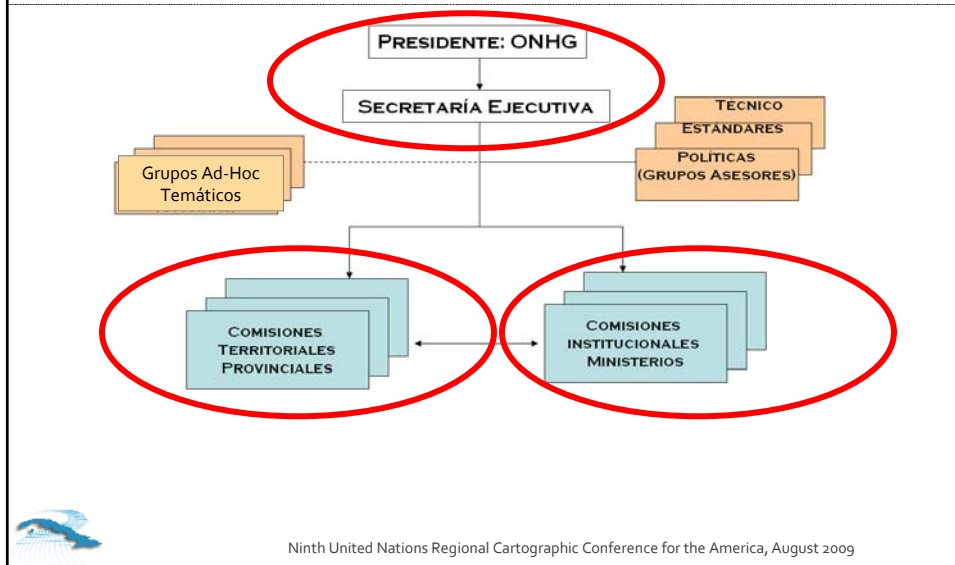 PRESIDENTE: ONHG
SECRETARÍA EJECUTIVA
TÉCNICO
ESTÁNDARES
POLÍTICAS
(GRUPOS ASESORES)
Grupos Ad-Hoc
Temáticos
COMISIONES
TERRITORIALES
PROVINCIALES
COMISIONES
INSTITUCIONALES
MINISTERIOS
Ninth United Nations Regional Cartographic Conference for the America, August 2009